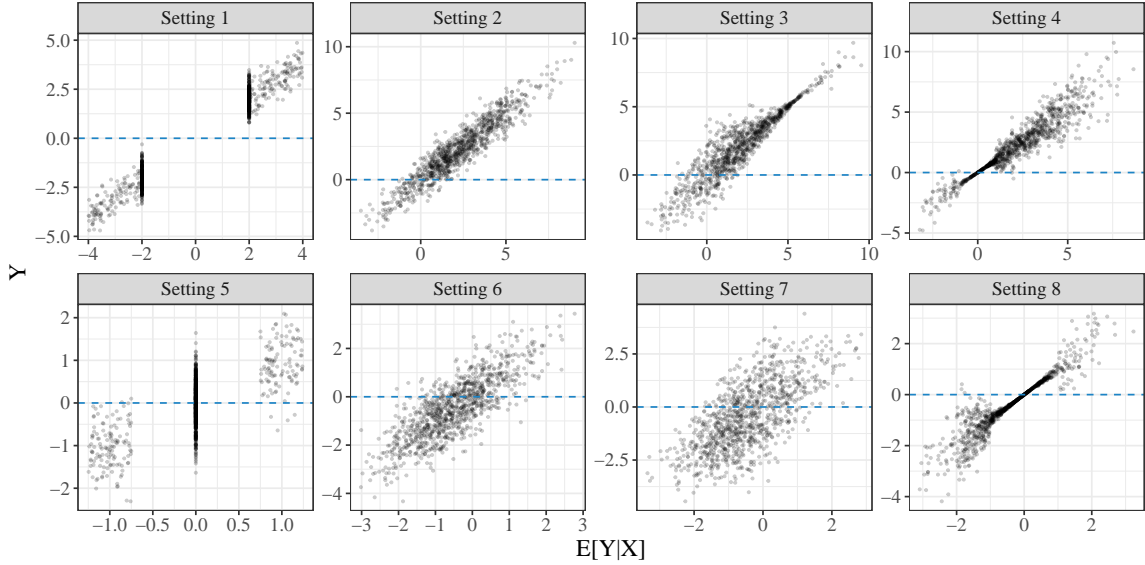 Setting 1 Setting 2 Setting 3 Setting 4
5.0 2.5 0.0 −2.5 −5.0
10 5 0
10 5 0
10 5 0 −5
−4 −2 0 2 4
0 5
0 5 10
0 5
Y
Setting 5 Setting 6 Setting 7 Setting 8
2 1 0 −1 −2
2 0 −2 −4
2.5 0.0 −2.5
2 0 −2 −4
−1.0 −0.5 0.0 0.5 1.0
−3 −2 −1 0 1 2 3
−2 0 2
−2 0 2
E[Y|X]